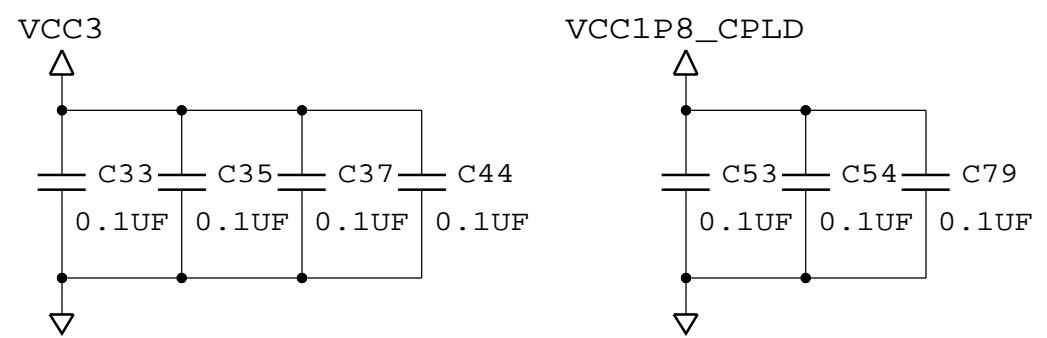 VCC3 VCC1P8_CPLD
C33 C35 C37 C44 C53 C54 C79
0.1UF 0.1UF 0.1UF 0.1UF 0.1UF 0.1UF 0.1UF